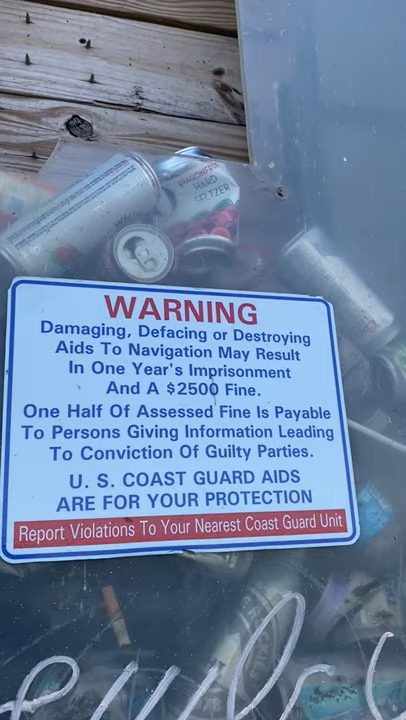 DRAGONFRUIT
HARD
SELTZER
WARNING
Damaging, Defacing or Destroying
Aids To Navigation May Result
In One Year's Imprisonment
And A $2500 Fine.
One Half Of Assessed Fine Is Payable
To Persons Giving Information Leading
To Conviction Of Guilty Parties.
U. S. COAST GUARD AIDS
ARE FOR YOUR PROTECTION
Report Violations To Your Nearest Coast Guard Unit